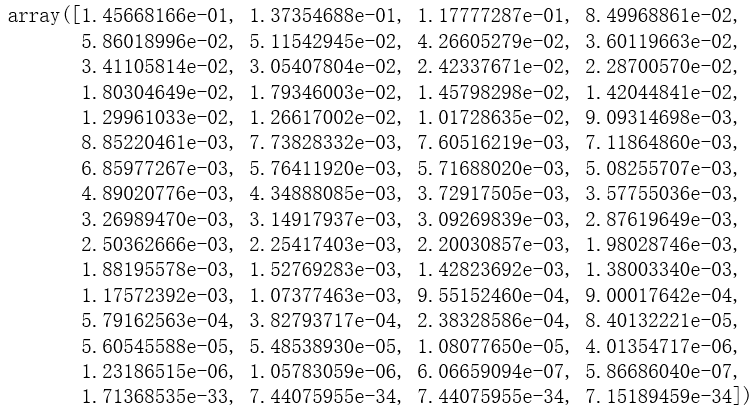 array([1.45668166e-01, 1.37354688e-01, 1.17777287e-01, 8.49968861e-02,
5.86018996e-02, 5.11542945e-02, 4.26605279e-02, 3.60119663e-02,
3.41105814e-02, 3.05407804e-02, 2.42337671e-02, 2.28700570e-02,
1.80304649e-02, 1.79346003e-02, 1.45798298e-02, 1.42044841e-02,
1.29961033e-02, 1.26617002e-02, 1.01728635e-02, 9.09314698e-03,
8.85220461e-03, 7.73828332e-03, 7.60516219e-03, 7.11864860e-03,
6.85977267e-03, 5.76411920e-03, 5.71688020e-03, 5.08255707e-03,
4.89020776e-03, 4.34888085e-03, 3.72917505e-03, 3.57755036e-03,
3.26989470e-03, 3.14917937e-03, 3.09269839e-03, 2.87619649e-03,
2.50362666e-03, 2.25417403e-03, 2.20030857e-03, 1.98028746e-03,
1.88195578e-03, 1.52769283e-03, 1.42823692e-03, 1.38003340e-03,
1.17572392e-03, 1.07377463e-03, 9.55152460e-04, 9.00017642e-04,
5.79162563e-04, 3.82793717e-04, 2.38328586e-04, 8.40132221e-05,
5.60545588e-05, 5.48538930e-05, 1.08077650e-05, 4.01354717e-06,
1.23186515e-06, 1.05783059e-06, 6.06659094e-07, 5.86686040e-07,
1.71368535e-33, 7.44075955e-34, 7.44075955e-34, 7.15189459e-34])